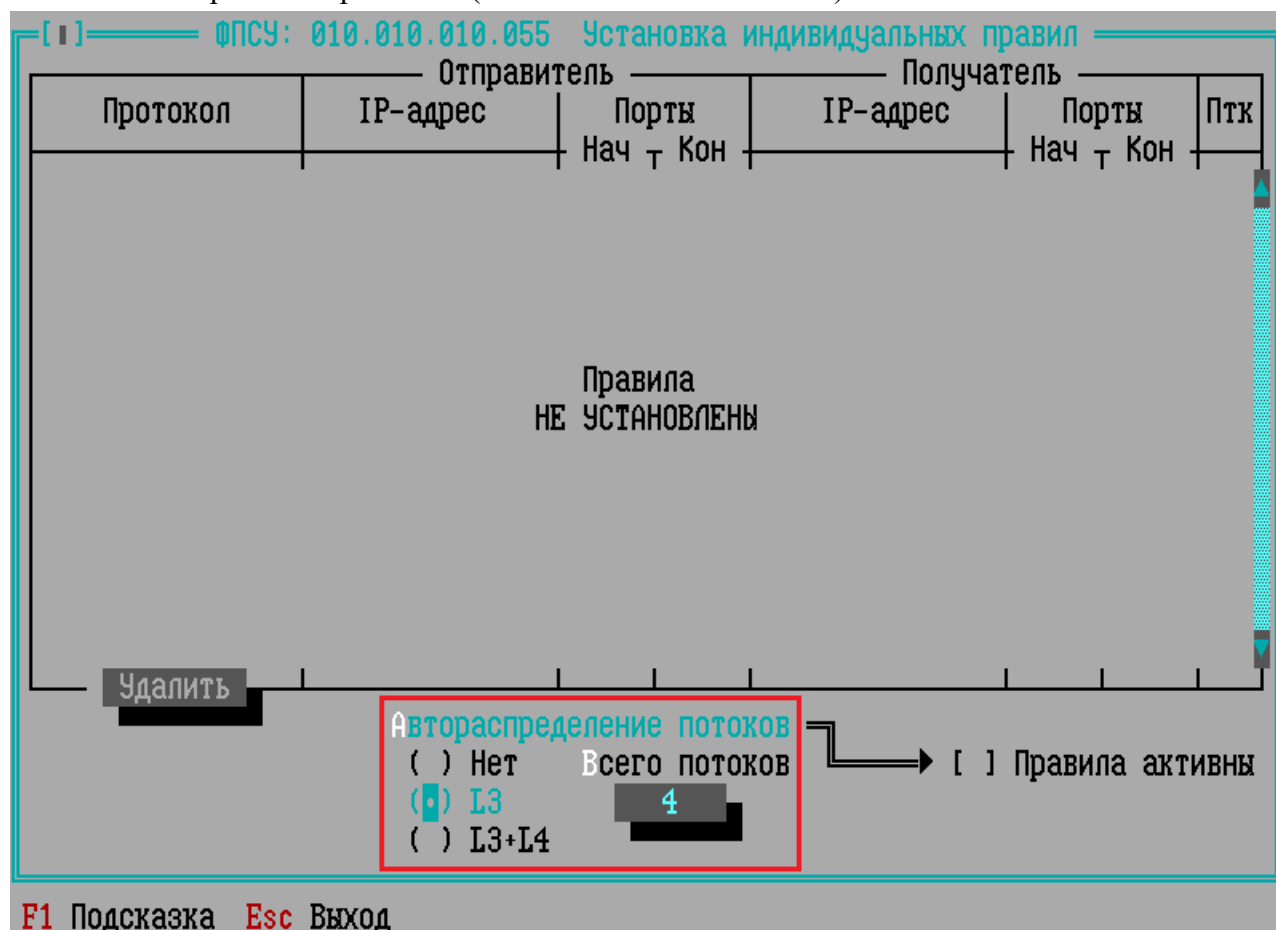 ФПСУ: 010.010.010.055 Установка индивидуальных правил
Отправитель Получатель
Протокол IP-адрес Порты IP-адрес Порты Птк
Нач Кон Нач Кон
Правила
НЕ УСТАНОВЛЕНЫ
Удалить
Автораспределение потоков
( ) Нет Всего потоков [ ] Правила активны
(•) L3 4
( ) L3+L4
F1 Подсказка Esc Выход